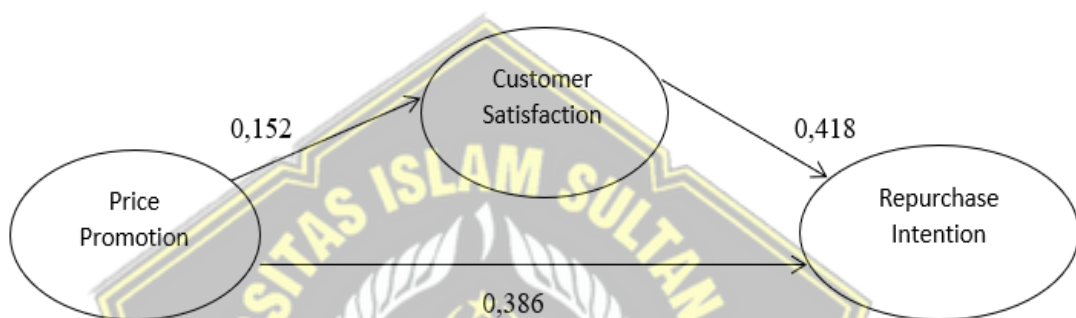 Customer
Satisfaction
0,152
0,418
Price
Promotion
Repurchase
Intention
0,386
SITAS ISLAM SULTAN